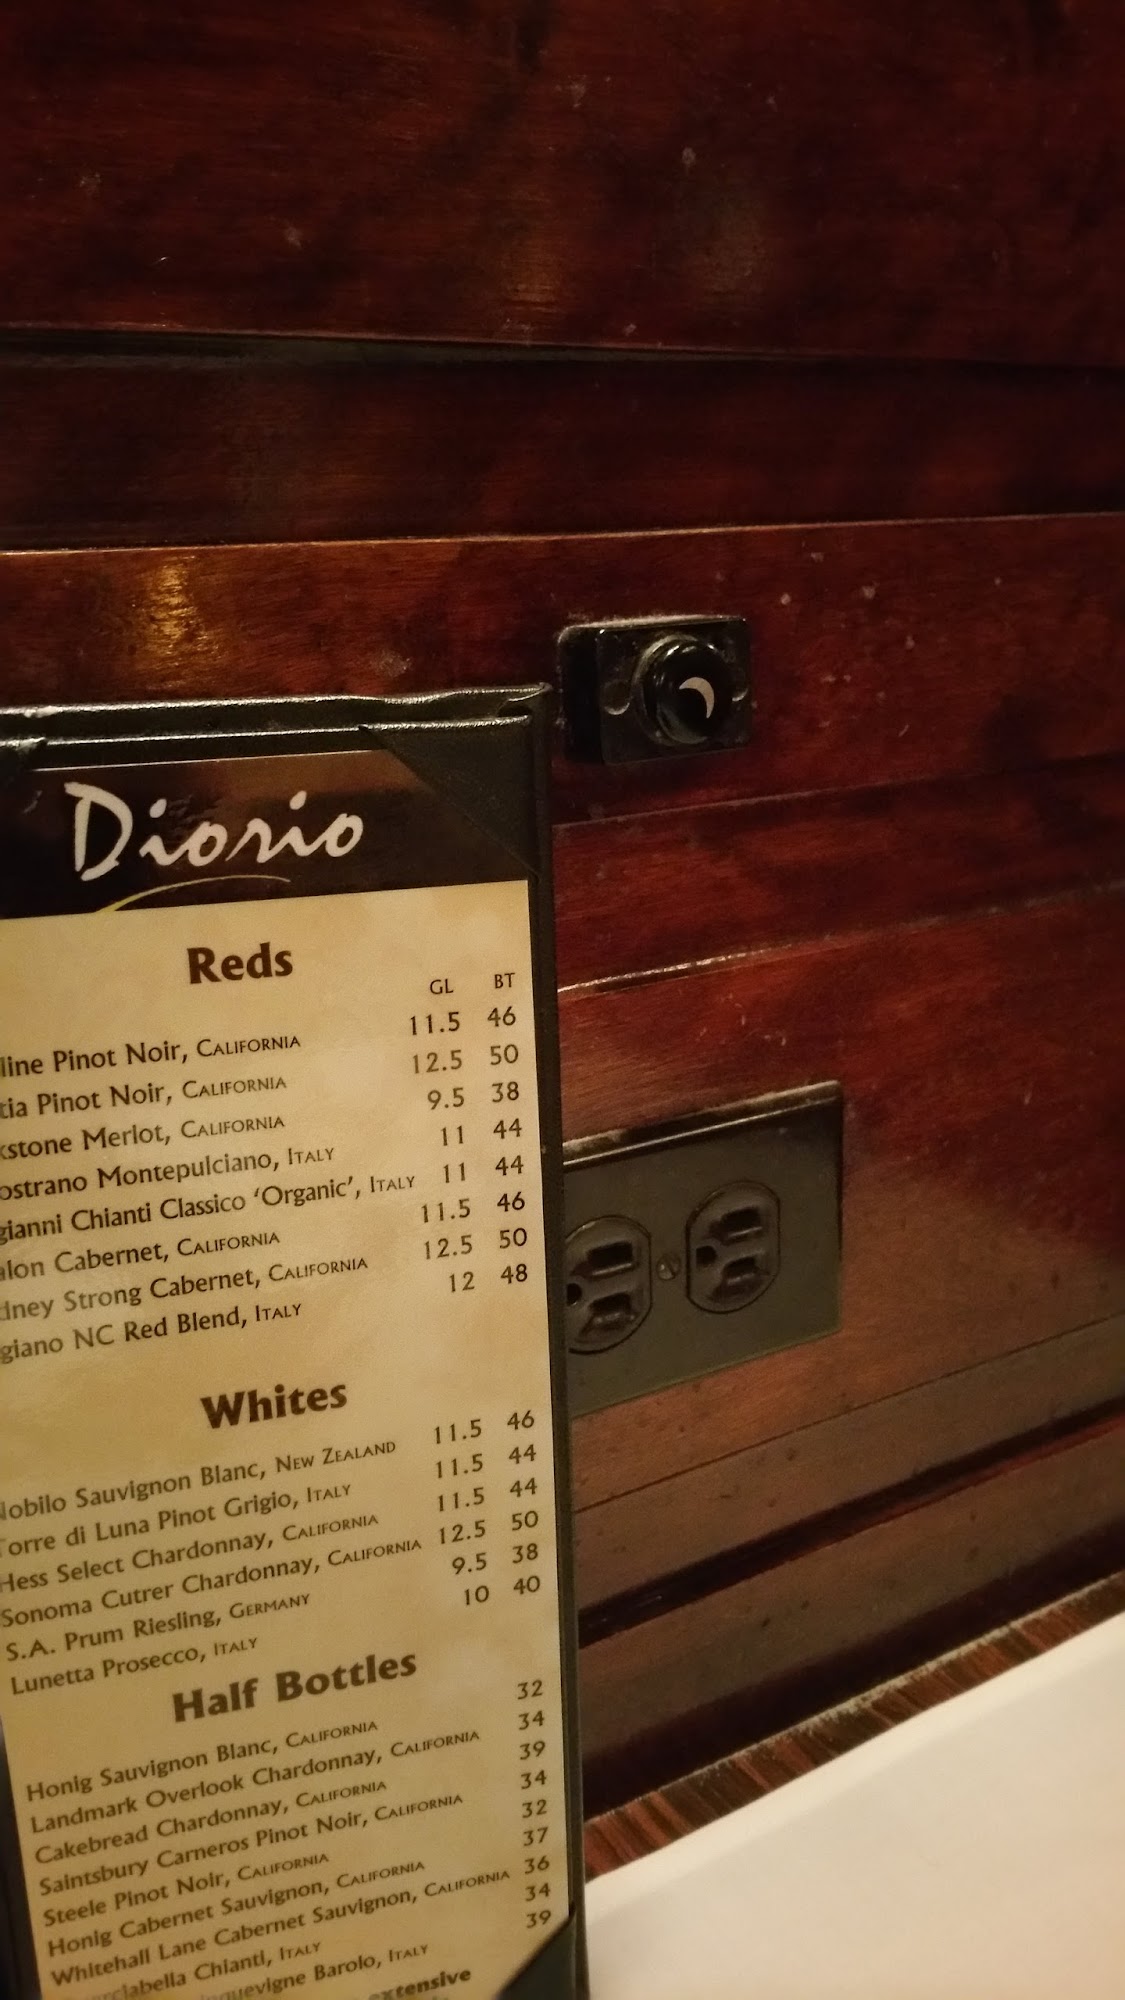 Diorio
Reds
GL BT
line Pinot Noir, CALIFORNIA 11.5 46
tia Pinot Noir, CALIFORNIA 12.5 50
kstone Merlot, CALIFORNIA 9.5 38
ostrano Montepulciano, ITALY 11 44
gianni Chianti Classico 'Organic', ITALY 11 44
alon Cabernet, CALIFORNIA 11.5 46
dney Strong Cabernet, CALIFORNIA 12.5 50
giano NC Red Blend, ITALY 12 48
Whites
Nobilo Sauvignon Blanc, NEW ZEALAND 11.5 46
Torre di Luna Pinot Grigio, ITALY 11.5 44
Hess Select Chardonnay, CALIFORNIA 11.5 44
Sonoma Cutrer Chardonnay, CALIFORNIA 12.5 50
S.A. Prum Riesling, GERMANY 9.5 38
Lunetta Prosecco, ITALY 10 40
Half Bottles
Honig Sauvignon Blanc, CALIFORNIA 32
Landmark Overlook Chardonnay, CALIFORNIA 34
Cakebread Chardonnay, CALIFORNIA 39
Saintsbury Carneros Pinot Noir, CALIFORNIA 34
Steele Pinot Noir, CALIFORNIA 32
Honig Cabernet Sauvignon, CALIFORNIA 37
Whitehall Lane Cabernet Sauvignon, CALIFORNIA 36
Chianti, ITALY 34
Barolo, ITALY 39
extensive